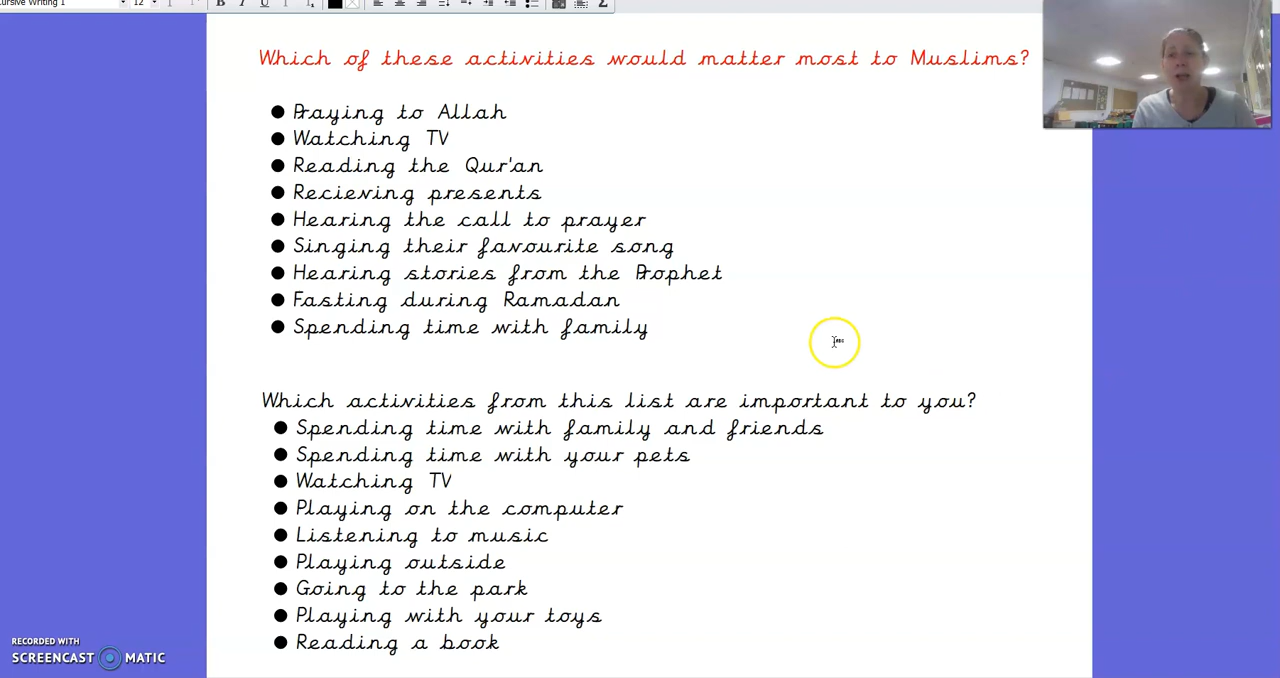 ursive Writing 1 12 B I U
Which of these activities would matter most to Muslims?
Praying to Allah
Watching TV
Reading the Qur'an
Recieving presents
Hearing the call to prayer
Singing their favourite song
Hearing stories from the Prophet
Fasting during Ramadan
Spending time with family
Which activities from this list are important to you?
Spending time with family and friends
Spending time with your pets
Watching TV
Playing on the computer
Listening to music
Playing outside
Going to the park
Playing with your toys
Reading a book
RECORDED WITH
SCREENCAST MATIC